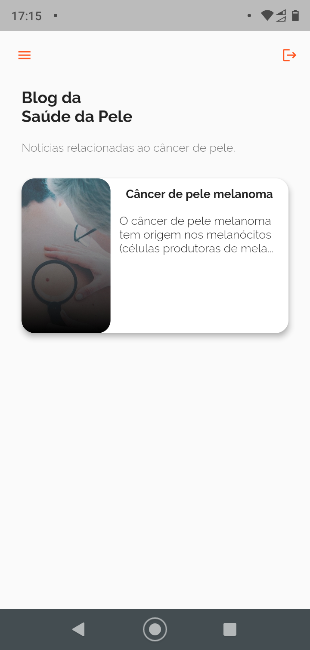 17:15
Blog da
Saúde da Pele
Notícias relacionadas ao câncer de pele.
Câncer de pele melanoma
O câncer de pele melanoma
tem origem nos melanócitos
(células produtoras de mela...